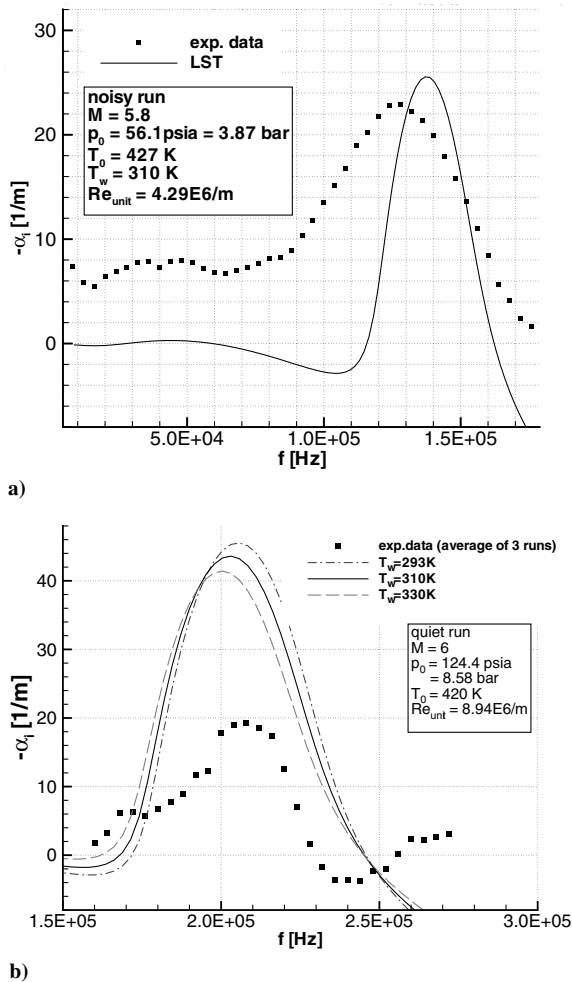 30
20
10
0
-αi [1/m]
exp. data
LST
noisy run
M = 5.8
p0 = 56.1psia = 3.87 bar
T0 = 427 K
Tw = 310 K
Reunit = 4.29E6/m
5.0E+04 1.0E+05 1.5E+05
f [Hz]
a)
40
30
20
10
0
-αi [1/m]
exp.data (average of 3 runs)
Tw=293K
Tw=310K
Tw=330K
quiet run
M = 6
p0 = 124.4 psia
= 8.58 bar
T0 = 420 K
Reunt = 8.94E6/m
1.5E+05 2.0E+05 2.5E+05 3.0E+05
f [Hz]
b)